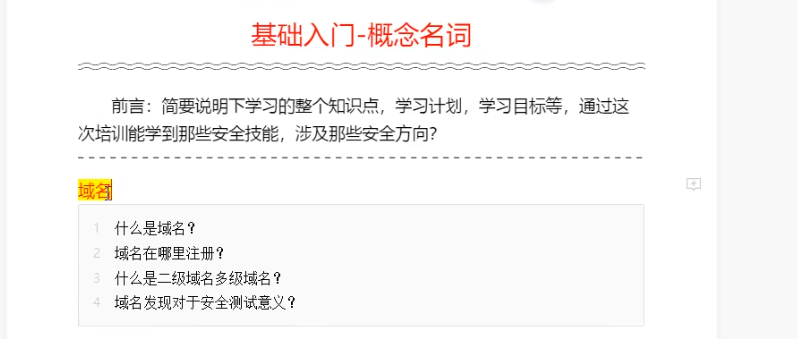 基础入门-概念名词
前言：简要说明下学习的整个知识点，学习计划，学习目标等，通过这
次培训能学到那些安全技能，涉及那些安全方向？
域名
1 什么是域名？
2 域名在哪里注册？
3 什么是二级域名多级域名？
4 域名发现对于安全测试意义？